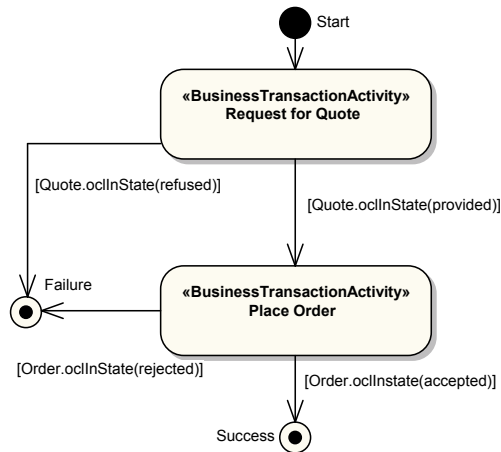 Start
«BusinessTransactionActivity»
Request for Quote
[Quote.oclInState(refused)]
[Quote.oclInState(provided)]
Failure
«BusinessTransactionActivity»
Place Order
[Order.oclInState(rejected)]
[Order.oclInstate(accepted)]
Success